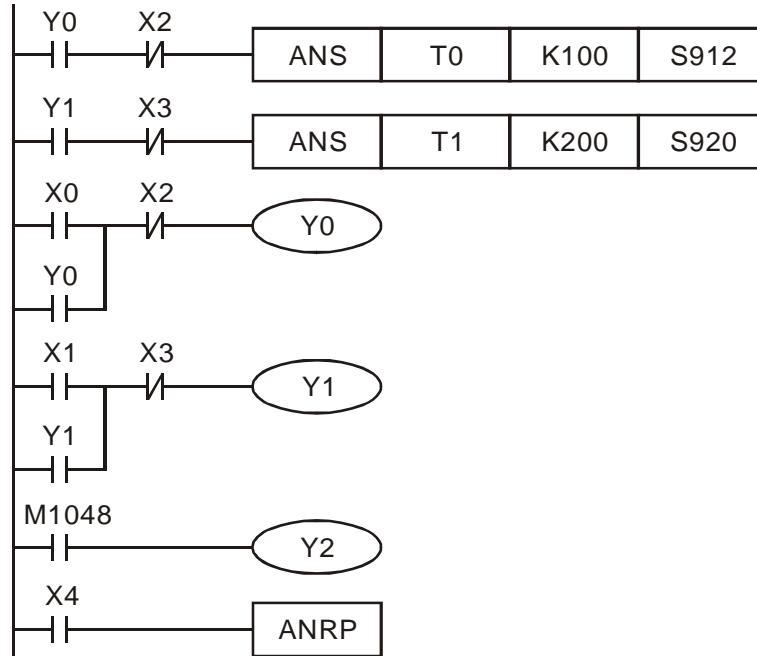 Y0 X2
ANS T0 K100 S912
Y1 X3
ANS T1 K200 S920
X0 X2
Y0
Y0
X1 X3
Y1
Y1
M1048
Y2
X4
ANRP